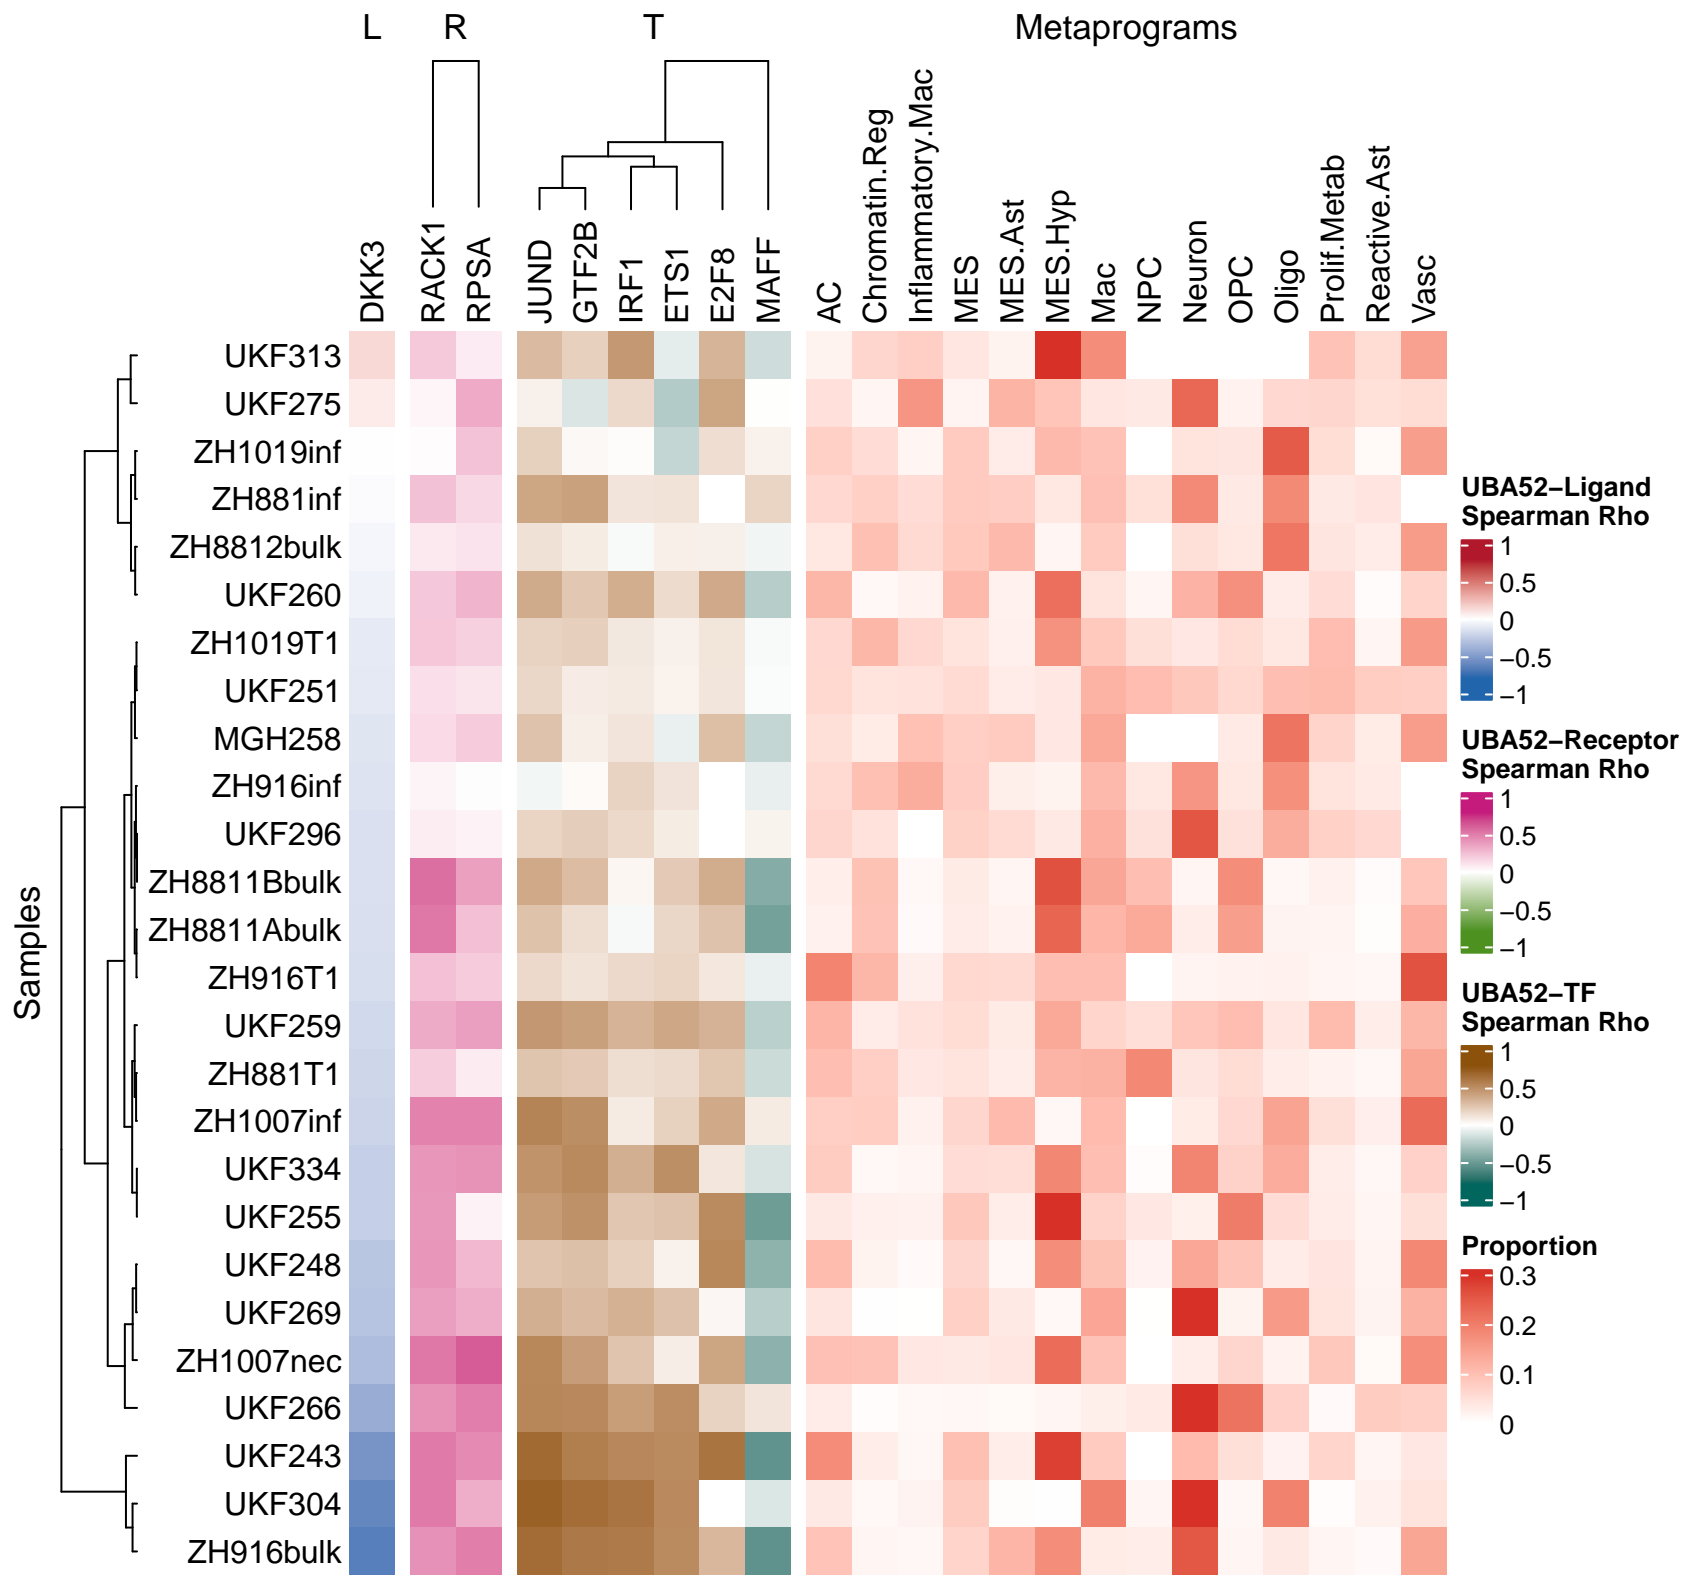 L
R
T
Metaprograms
DKK3
RACK1
RPSA
JUND
GTF2B
IRF1
ETS1
E2F8
MAFF
AC
Chromatin.Reg
Inflammatory.Mac
MES
MES.Ast
MES.Hyp
Mac
NPC
Neuron
OPC
Oligo
Prolif.Metab
Reactive.Ast
Vasc
Samples
UKF313
UKF275
ZH1019inf
ZH881inf
ZH8812bulk
UKF260
ZH1019T1
UKF251
MGH258
ZH916inf
UKF296
ZH8811Bbulk
ZH8811Abulk
ZH916T1
UKF259
ZH881T1
ZH1007inf
UKF334
UKF255
UKF248
UKF269
ZH1007nec
UKF266
UKF243
UKF304
ZH916bulk
UBA52−Ligand
Spearman Rho
1
0.5
0
−0.5
−1
UBA52−Receptor
Spearman Rho
1
0.5
0
−0.5
−1
UBA52−TF
Spearman Rho
1
0.5
0
−0.5
−1
Proportion
0.3
0.2
0.1
0